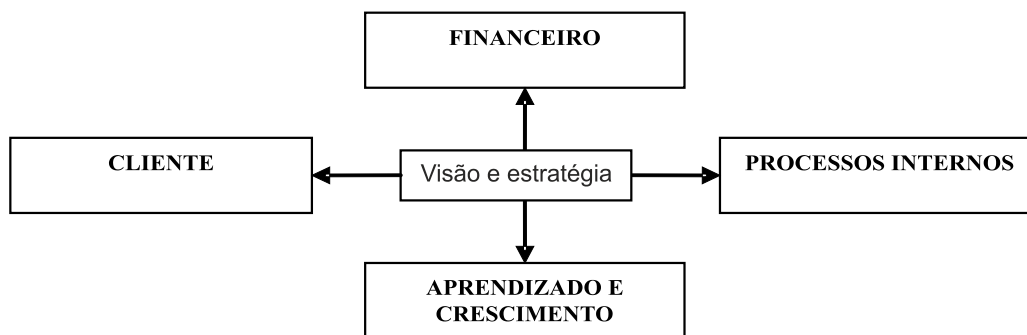 FINANCEIRO
CLIENTE
Visão e estratégia
PROCESSOS INTERNOS
APRENDIZADO E
CRESCIMENTO